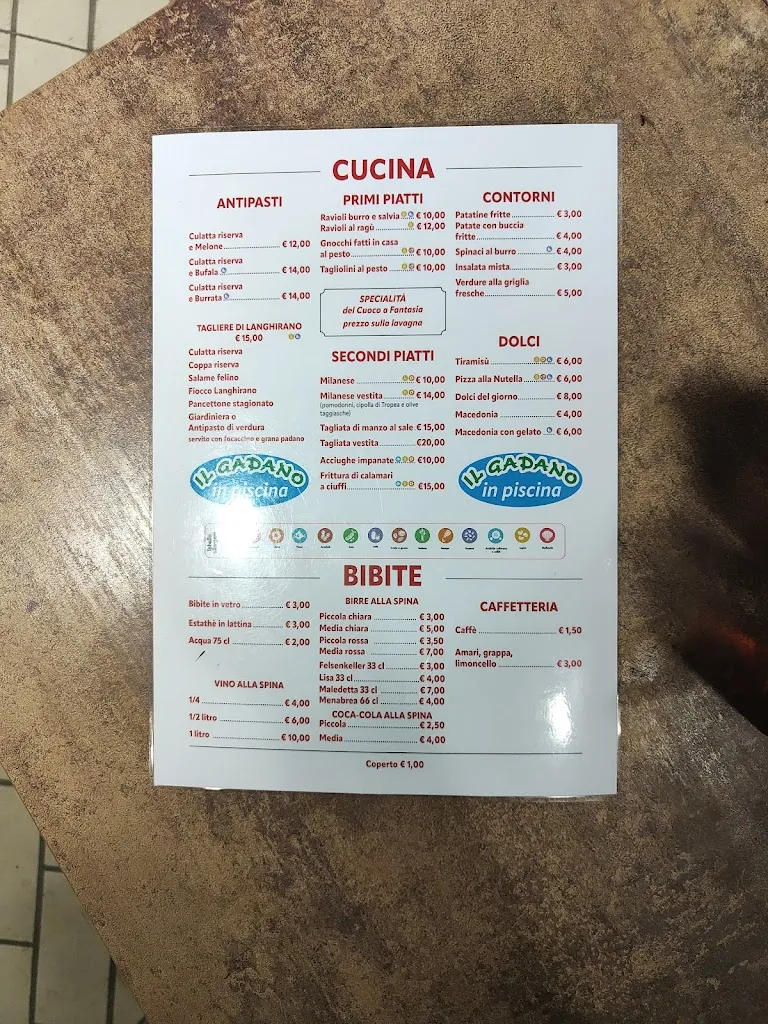 CUCINA
ANTIPASTI
Culatta riserva
e Melone € 12,00
Culatta riserva
e Bufala € 14,00
Culatta riserva
e Burrata € 14,00
TAGLIERE DI LANGHIRANO
€ 15,00
Culatta riserva
Coppa riserva
Salame felino
Fiocco Langhirano
Pancettone stagionato
Giardiniera o
Antipasto di verdura
servito con focaccino e grana padano
IL GADANO
in piscina
PRIMI PIATTI
Ravioli burro e salvia € 10,00
Ravioli al ragù € 12,00
Gnocchi fatti in casa
al pesto € 10,00
Tagliolini al pesto € 10,00
SPECIALITÀ
del Cuoco a Fantasia
prezzo sulla lavagna
SECONDI PIATTI
Milanese € 10,00
Milanese vestita € 14,00
(pomodorini, cipolla di Tropea e olive
taggiasche)
Tagliata di manzo al sale € 15,00
Tagliata vestita €20,00
Acciughe impanate €10,00
Frittura di calamari
a ciuffi €15,00
CONTORNI
Patatine fritte € 3,00
Patate con buccia
fritte € 4,00
Spinaci al burro € 4,00
Insalata mista € 3,00
Verdure alla griglia
fresche € 5,00
DOLCI
Tiramisù € 6,00
Pizza alla Nutella € 6,00
Dolci del giorno € 8,00
Macedonia € 4,00
Macedonia con gelato € 6,00
IL GADANO
in piscina
BIBITE
Bibite in vetro € 3,00
Estathè in lattina € 3,00
Acqua 75 cl € 2,00
VINO ALLA SPINA
1/4 € 4,00
1/2 litro € 6,00
1 litro € 10,00
BIRRE ALLA SPINA
Piccola chiara € 3,00
Media chiara € 5,00
Piccola rossa € 3,50
Media rossa € 7,00
Felsenkeller 33 cl € 3,00
Lisa 33 cl € 4,00
Maledetta 33 cl € 7,00
Menabrea 66 cl € 4,00
COCA-COLA ALLA SPINA
Piccola € 2,50
Media € 4,00
CAFFETTERIA
Caffè € 1,50
Amari, grappa,
limoncello € 3,00
Coperto € 1,00